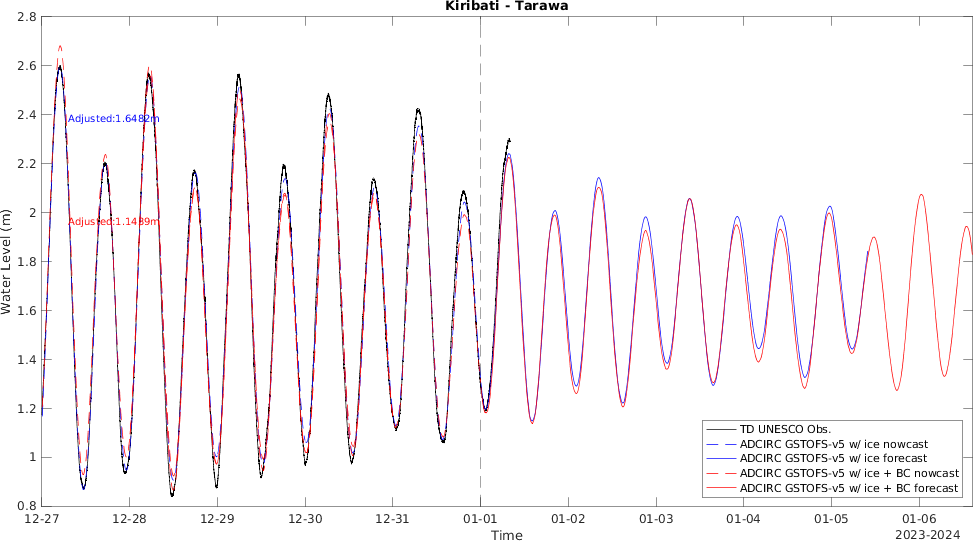 Kiribati - Tarawa
2.8
2.6
2.4
2.2
2
1.8
1.6
1.4
1.2
1
0.8
Water Level (m)
Adjusted:1.6482m
Adjusted:1.1489m
TD UNESCO Obs.
ADCIRC GSTOFS-v5 w/ ice nowcast
ADCIRC GSTOFS-v5 w/ ice forecast
ADCIRC GSTOFS-v5 w/ ice + BC nowcast
ADCIRC GSTOFS-v5 w/ ice + BC forecast
12-27 12-28 12-29 12-30 12-31 01-01 01-02 01-03 01-04 01-05 01-06
Time
2023-2024